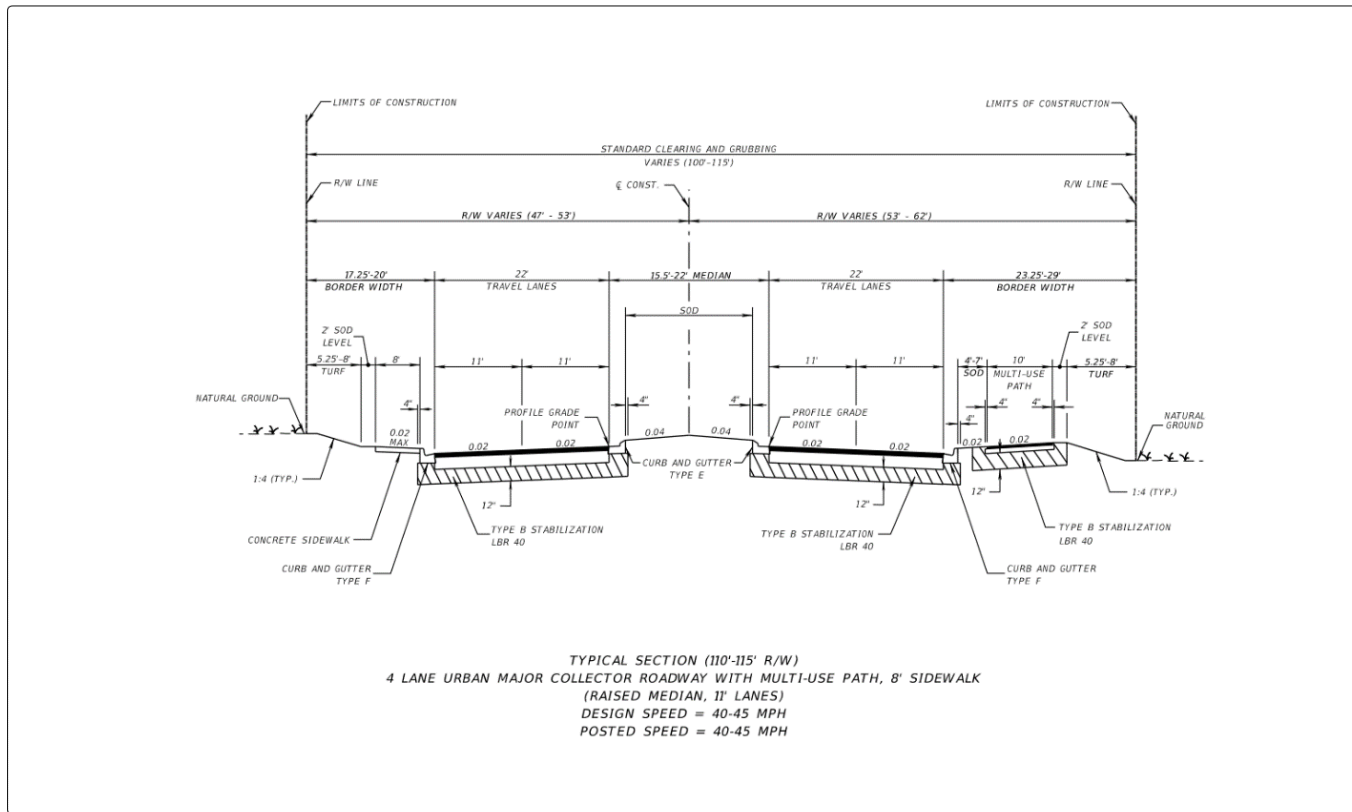 LIMITS OF CONSTRUCTION
LIMITS OF CONSTRUCTION
STANDARD CLEARING AND GRUBBING
VARIES (100'-115')
R/W LINE
℄ CONST.
R/W LINE
R/W VARIES (47' - 53')
R/W VARIES (53' - 62')
17.25'-20'
BORDER WIDTH
22'
TRAVEL LANES
15.5'-22' MEDIAN
22'
TRAVEL LANES
23.25'-29'
BORDER WIDTH
SOD
2' SOD
LEVEL
2' SOD
LEVEL
5.25'-8'
TURF
8'
11'
11'
11'
11'
4'-7'
SOD
10'
MULTI-USE
PATH
5.25'-8'
TURF
NATURAL GROUND
4"
PROFILE GRADE
POINT
4"
4"
PROFILE GRADE
POINT
4"
4"
4"
NATURAL
GROUND
0.02
MAX
0.02
0.02
0.04
0.04
0.02
0.02
0.02
0.02
CURB AND GUTTER
TYPE E
1:4 (TYP.)
12"
12"
12"
1:4 (TYP.)
CONCRETE SIDEWALK
TYPE B STABILIZATION
LBR 40
TYPE B STABILIZATION
LBR 40
TYPE B STABILIZATION
LBR 40
CURB AND GUTTER
TYPE F
CURB AND GUTTER
TYPE F
TYPICAL SECTION (110'-115' R/W)
4 LANE URBAN MAJOR COLLECTOR ROADWAY WITH MULTI-USE PATH, 8' SIDEWALK
(RAISED MEDIAN, 11' LANES)
DESIGN SPEED = 40-45 MPH
POSTED SPEED = 40-45 MPH